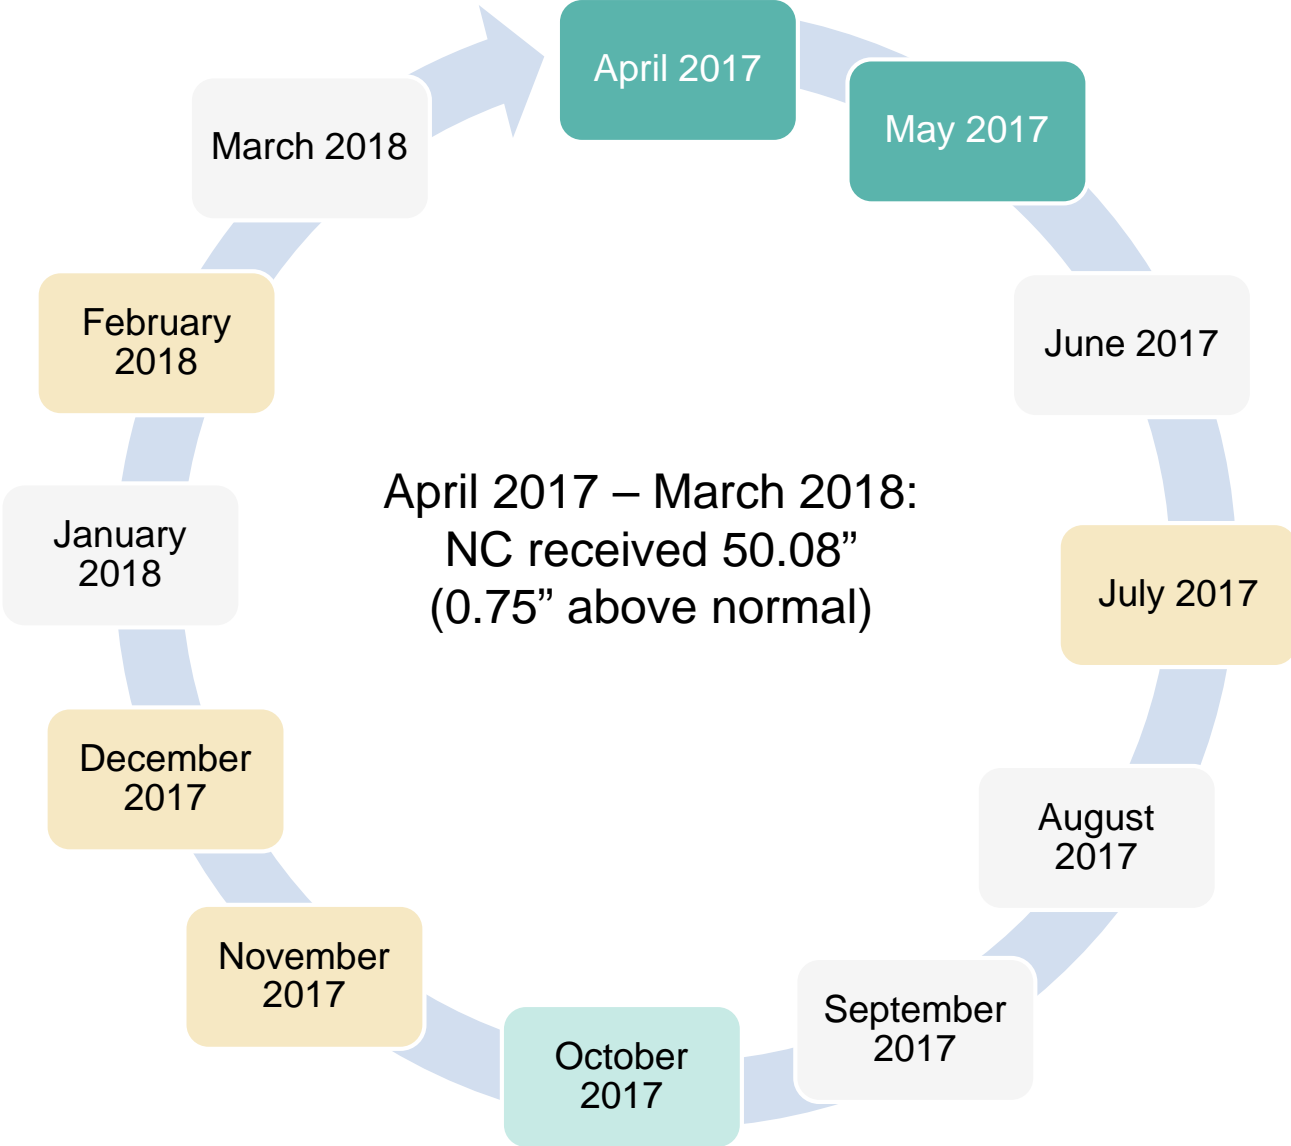 April 2017
May 2017
June 2017
July 2017
August
2017
September
2017
October
2017
November
2017
December
2017
January
2018
February
2018
March 2018
April 2017 – March 2018:
NC received 50.08”
(0.75” above normal)